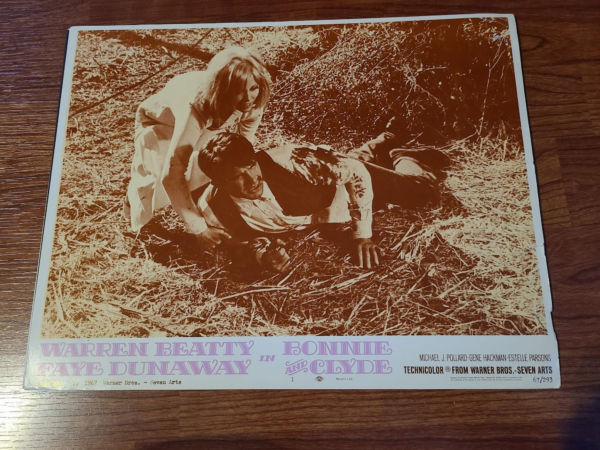 WARREN BEATTY IN BONNIE
FAYE DUNAWAY AND CLYDE
MICHAEL J. POLLARD-GENE HACKMAN-ESTELLE PARSONS
TECHNICOLOR® FROM WARNER BROS.-SEVEN ARTS
1
1967 Warner Bros. - Seven Arts
67/293